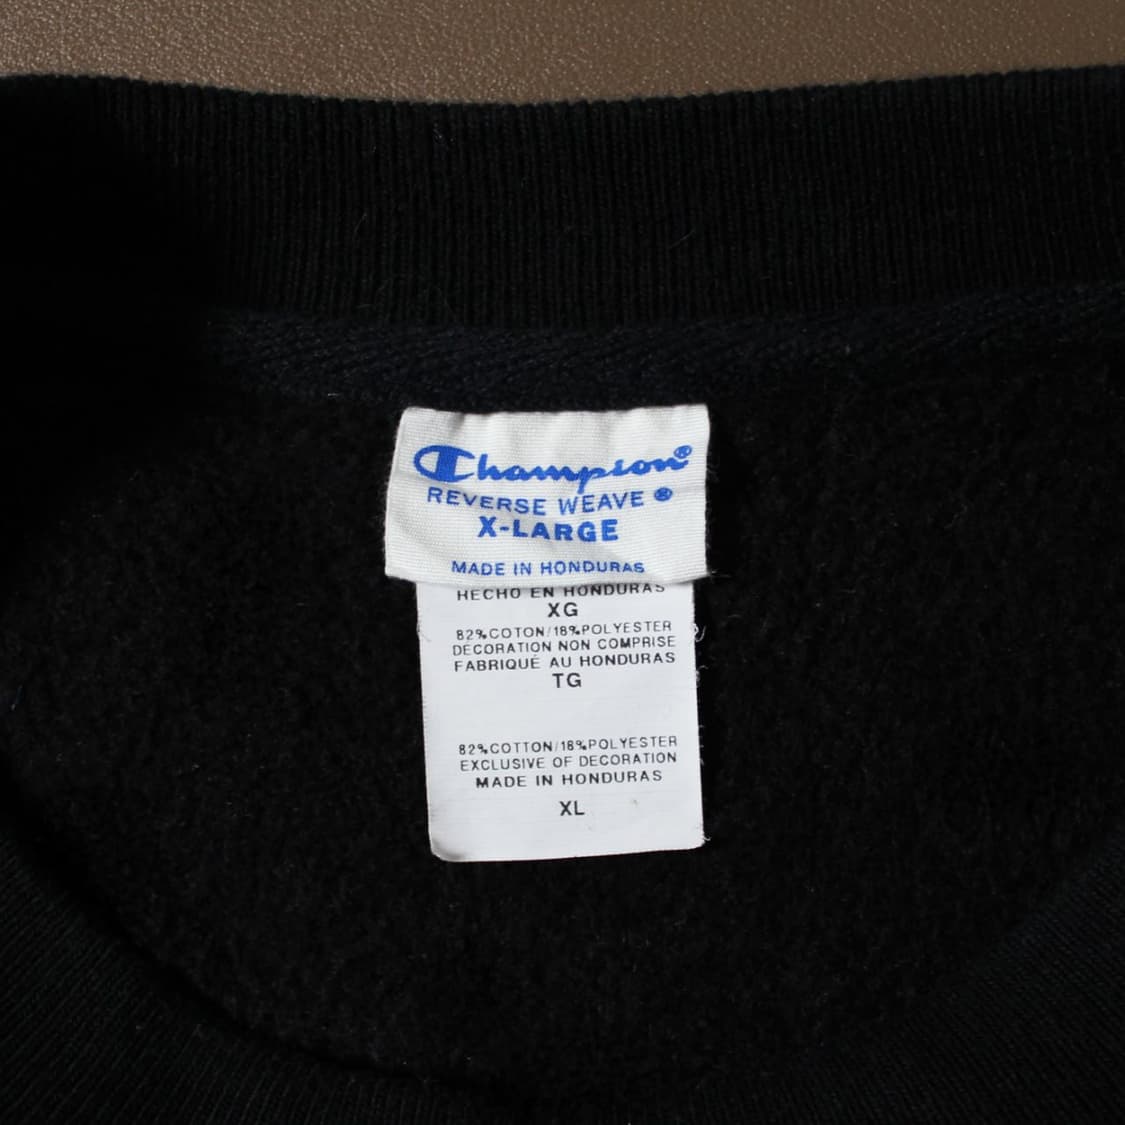 Champion®
REVERSE WEAVE ®
X-LARGE
MADE IN HONDURAS
HECHO EN HONDURAS
XG
82%COTON/18%POLYESTER
DÉCORATION NON COMPRISE
FABRIQUÉ AU HONDURAS
TG
82%COTTON/18%POLYESTER
EXCLUSIVE OF DECORATION
MADE IN HONDURAS
XL